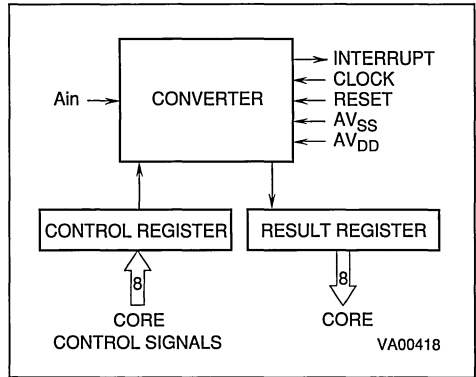 INTERRUPT
CLOCK
Ain
CONVERTER
RESET
AVSS
AVDD
CONTROL REGISTER
RESULT REGISTER
8
8
CORE
CONTROL SIGNALS
CORE
VA00418